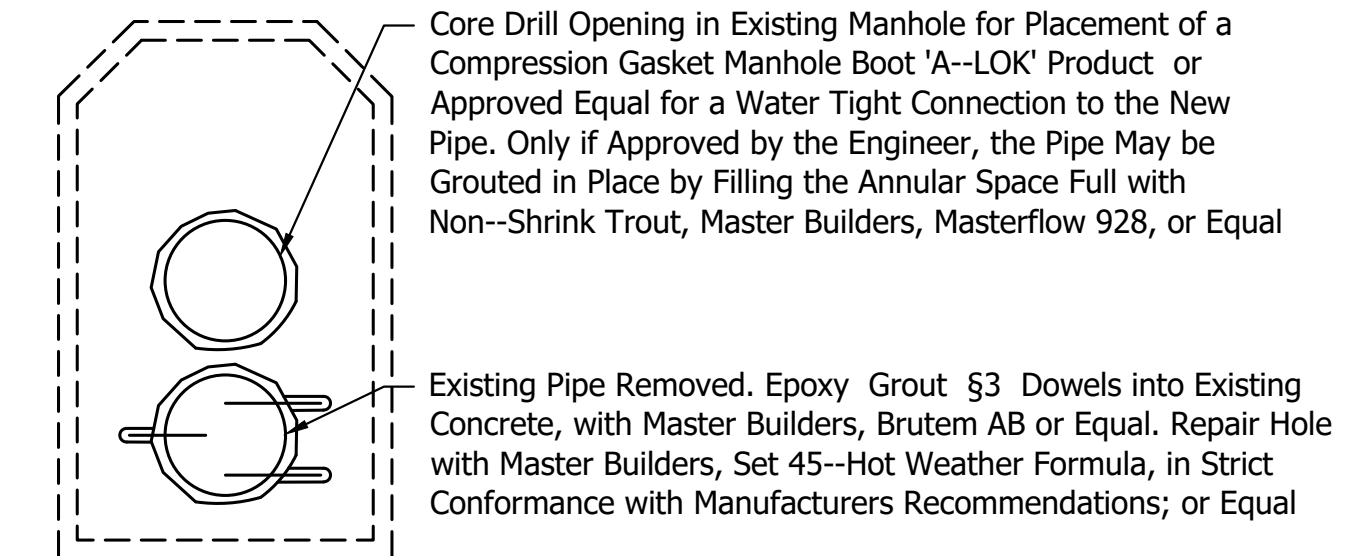 Core Drill Opening in Existing Manhole for Placement of a
Compression Gasket Manhole Boot 'A--LOK' Product or
Approved Equal for a Water Tight Connection to the New
Pipe. Only if Approved by the Engineer, the Pipe May be
Grouted in Place by Filling the Annular Space Full with
Non--Shrink Trout, Master Builders, Masterflow 928, or Equal
Existing Pipe Removed. Epoxy Grout §3 Dowels into Existing
Concrete, with Master Builders, Brutem AB or Equal. Repair Hole
with Master Builders, Set 45--Hot Weather Formula, in Strict
Conformance with Manufacturers Recommendations; or Equal